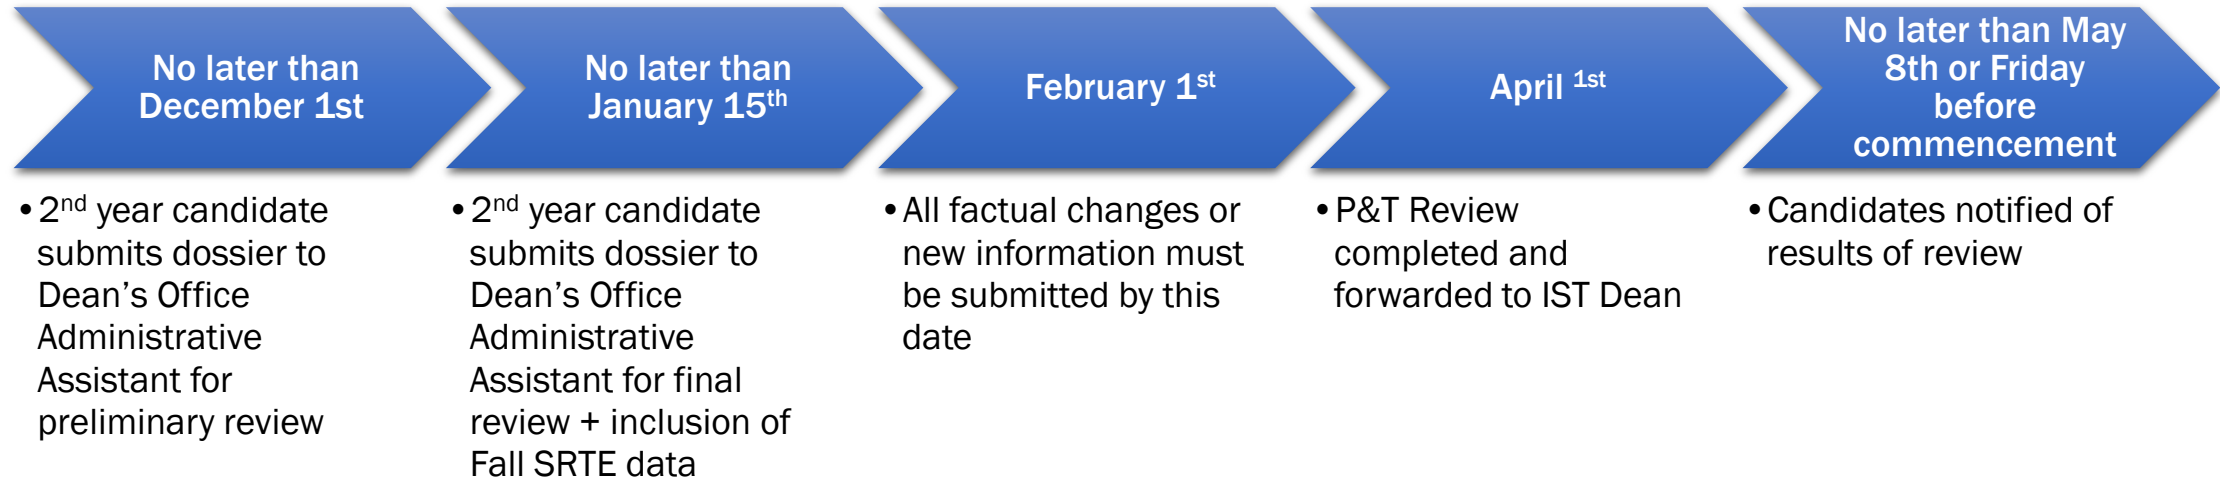 No later than
December 1st
• 2nd year candidate
submits dossier to
Dean’s Office
Administrative
Assistant for
preliminary review
No later than
January 15th
• 2nd year candidate
submits dossier to
Dean’s Office
Administrative
Assistant for final
review + inclusion of
Fall SRTE data
February 1st
• All factual changes or
new information must
be submitted by this
date
April 1st
• P&T Review
completed and
forwarded to IST Dean
No later than May
8th or Friday
before
commencement
• Candidates notified of
results of review